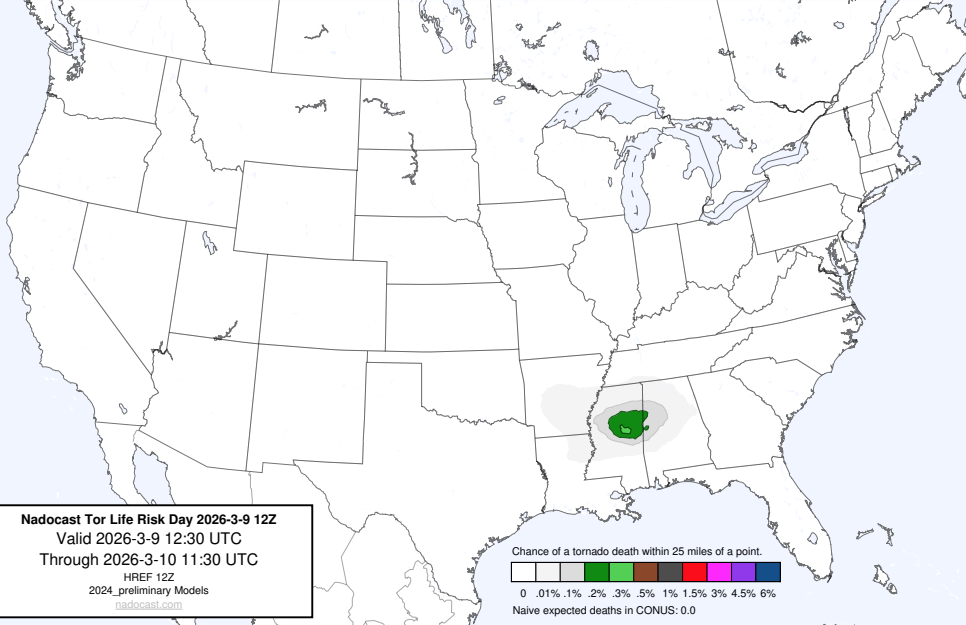 Nadocast Tor Life Risk Day 2026-3-9 12Z
Valid 2026-3-9 12:30 UTC
Through 2026-3-10 11:30 UTC
HREF 12Z
2024_preliminary Models
nadocast.com
Chance of a tornado death within 25 miles of a point.
0 .01% .1% .2% .3% .5% 1% 1.5% 3% 4.5% 6%
Naive expected deaths in CONUS: 0.0